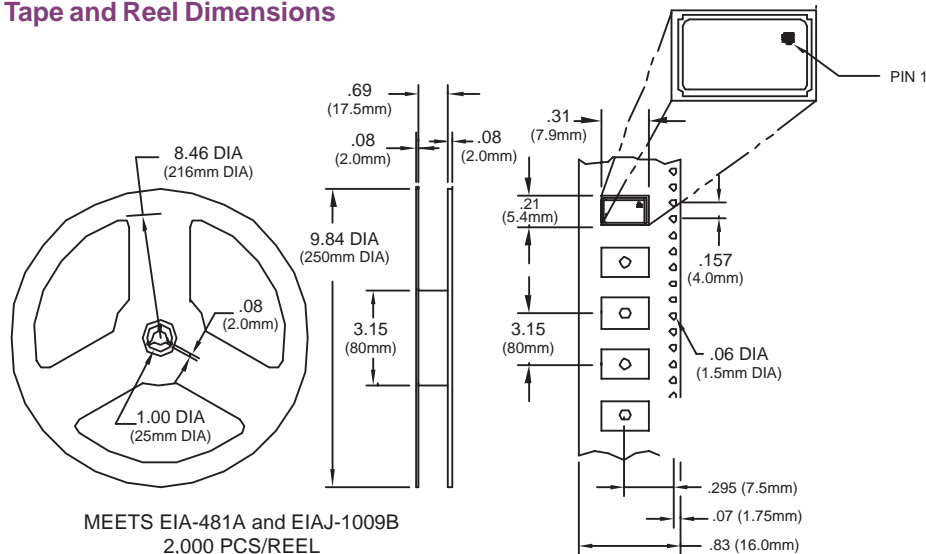 Tape and Reel Dimensions
PIN 1
.69
(17.5mm)
.08
(2.0mm)
.08
(2.0mm)
.31
(7.9mm)
8.46 DIA
(216mm DIA)
.21
(5.4mm)
9.84 DIA
(250mm DIA)
.157
(4.0mm)
.08
(2.0mm)
3.15
(80mm)
3.15
(80mm)
.06 DIA
(1.5mm DIA)
1.00 DIA
(25mm DIA)
.295 (7.5mm)
.07 (1.75mm)
.83 (16.0mm)
MEETS EIA-481A and EIAJ-1009B
2,000 PCS/REEL